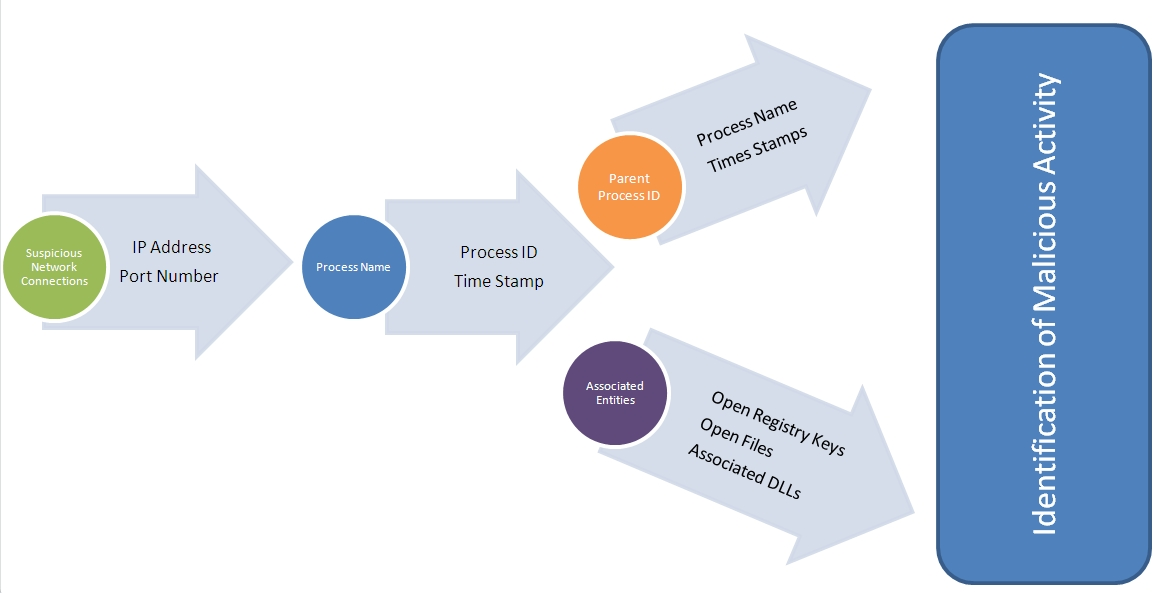 Suspicious
Network
Connections
IP Address
Port Number
Process Name
Process ID
Time Stamp
Parent
Process ID
Process Name
Times Stamps
Associated
Entities
Open Registry Keys
Open Files
Associated DLLs
Identification of Malicious Activity